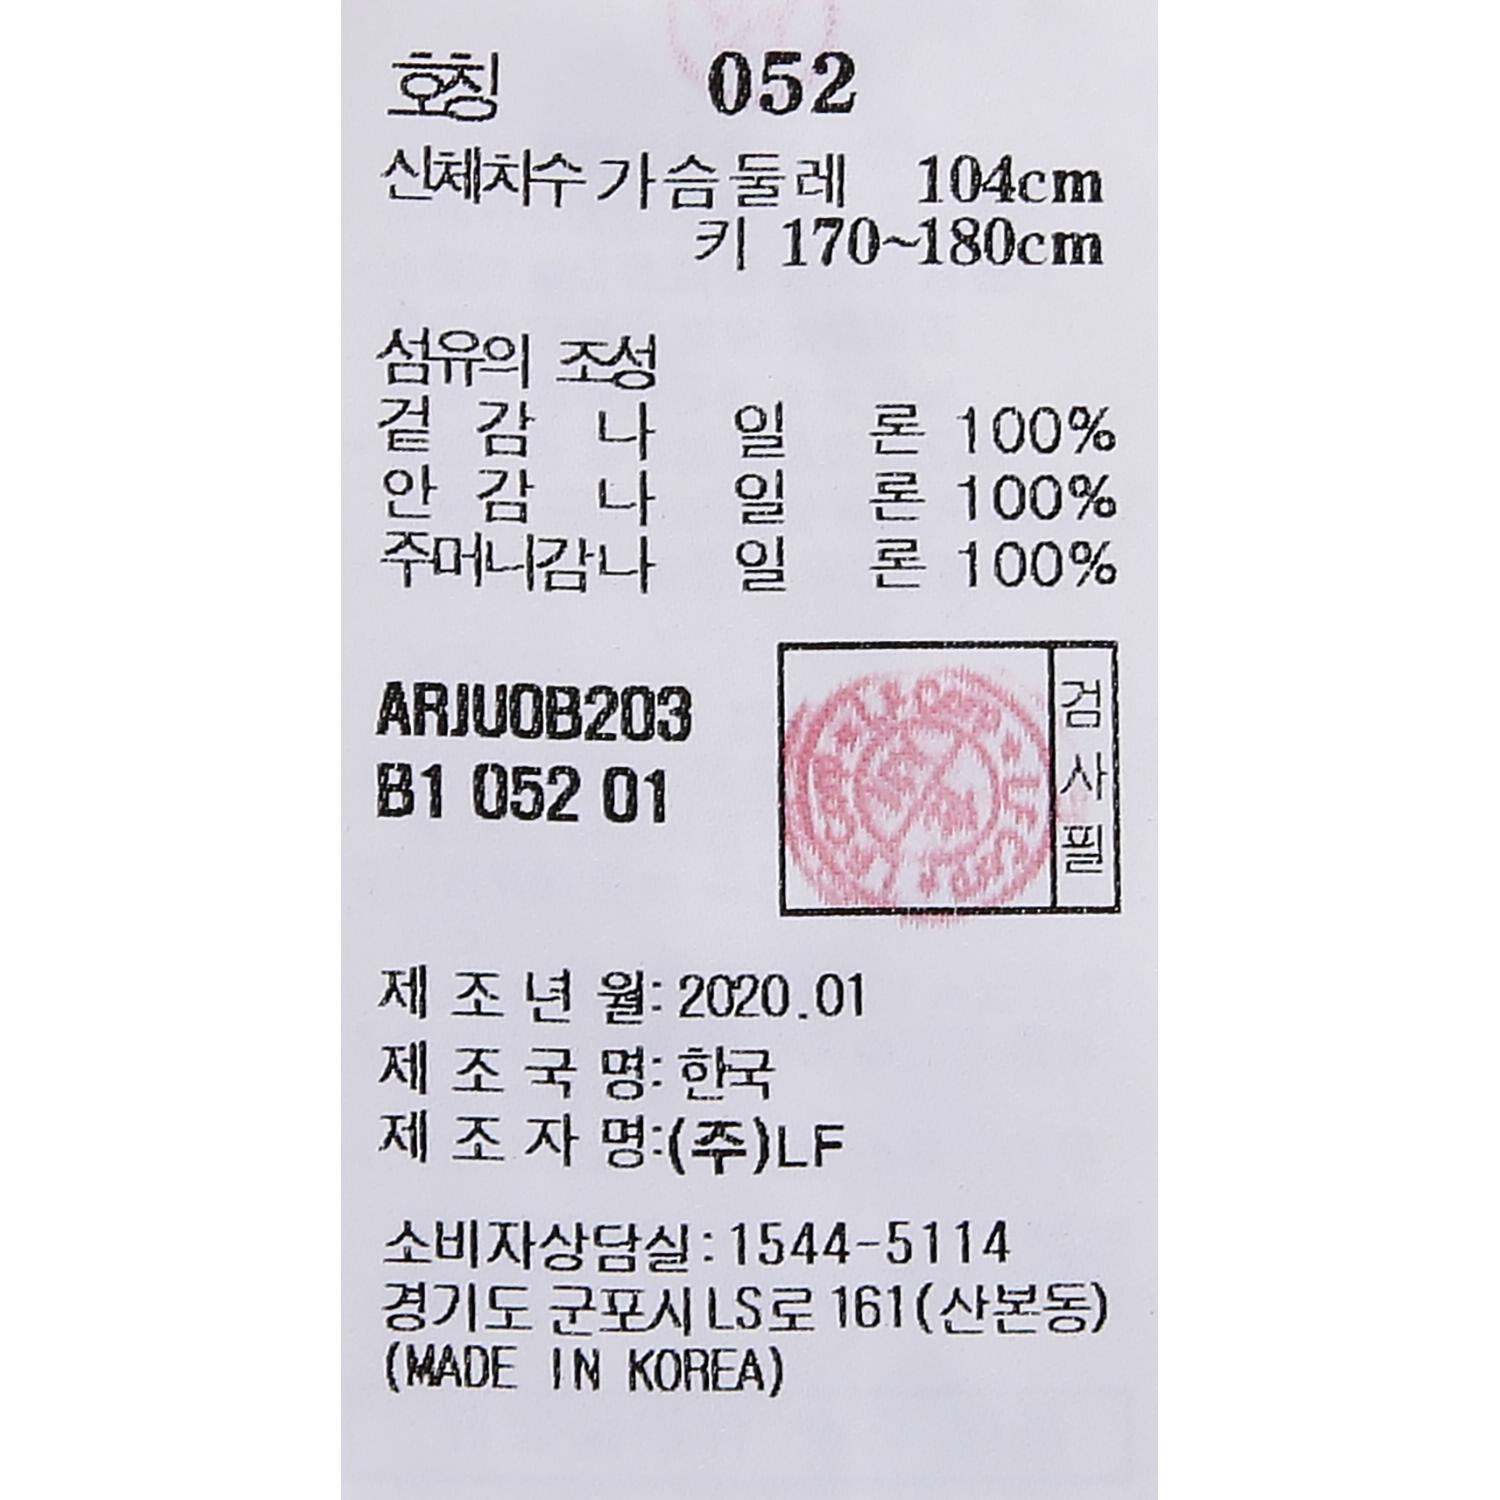 호칭 052
신체치수 가슴둘레 104cm
키 170~180cm
섬유의 조성
겉감 나일론 100%
안감 나일론 100%
주머니감 나일론 100%
ARJU0B203
B1 052 01
검사필
제조년월: 2020.01
제조국명: 한국
제조자명: (주)LF
소비자상담실: 1544-5114
경기도 군포시 LS로 161(산본동)
(MADE IN KOREA)